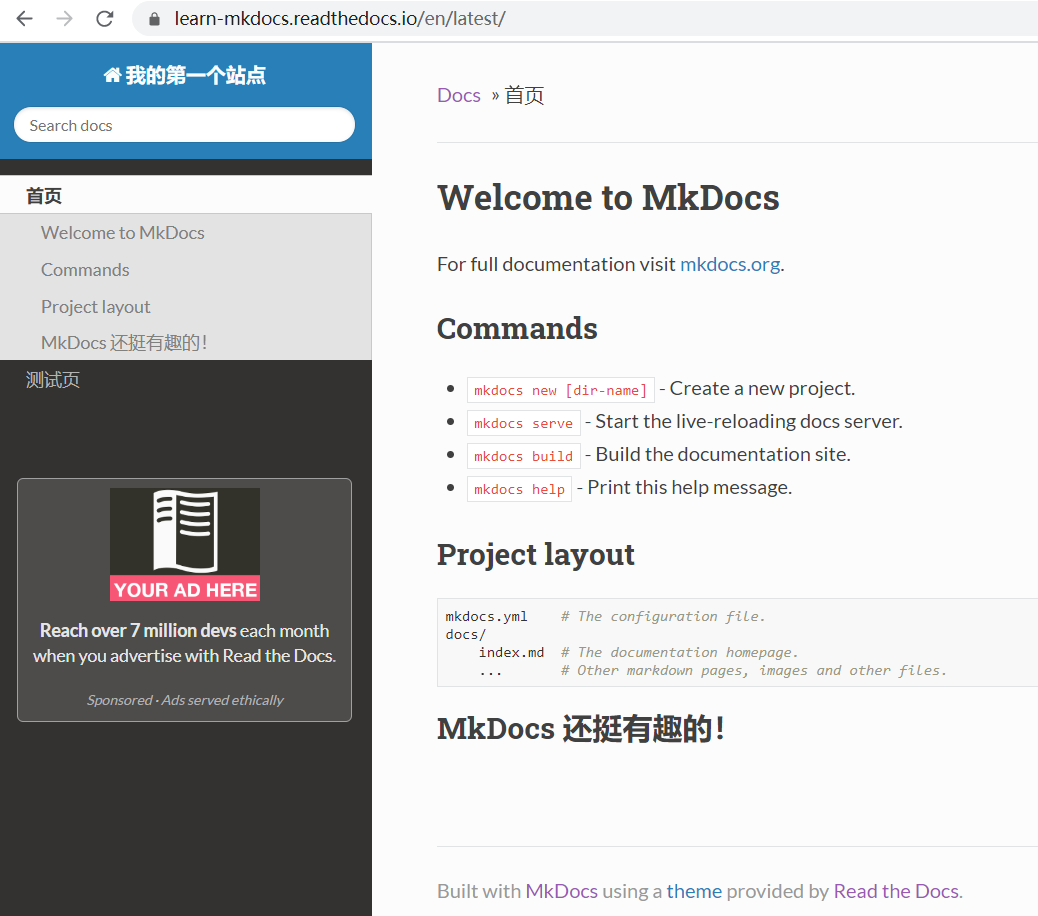 learn-mkdocs.readthedocs.io/en/latest/
我的第一个站点
Search docs
首页
Welcome to MkDocs
Commands
Project layout
MkDocs 还挺有趣的！
测试页
YOUR AD HERE
Reach over 7 million devs each month
when you advertise with Read the Docs.
Sponsored · Ads served ethically
Docs » 首页
Welcome to MkDocs
For full documentation visit mkdocs.org.
Commands
mkdocs new [dir-name] - Create a new project.
mkdocs serve - Start the live-reloading docs server.
mkdocs build - Build the documentation site.
mkdocs help - Print this help message.
Project layout
mkdocs.yml    # The configuration file.
docs/
    index.md  # The documentation homepage.
    ...       # Other markdown pages, images and other files.
MkDocs 还挺有趣的！
Built with MkDocs using a theme provided by Read the Docs.